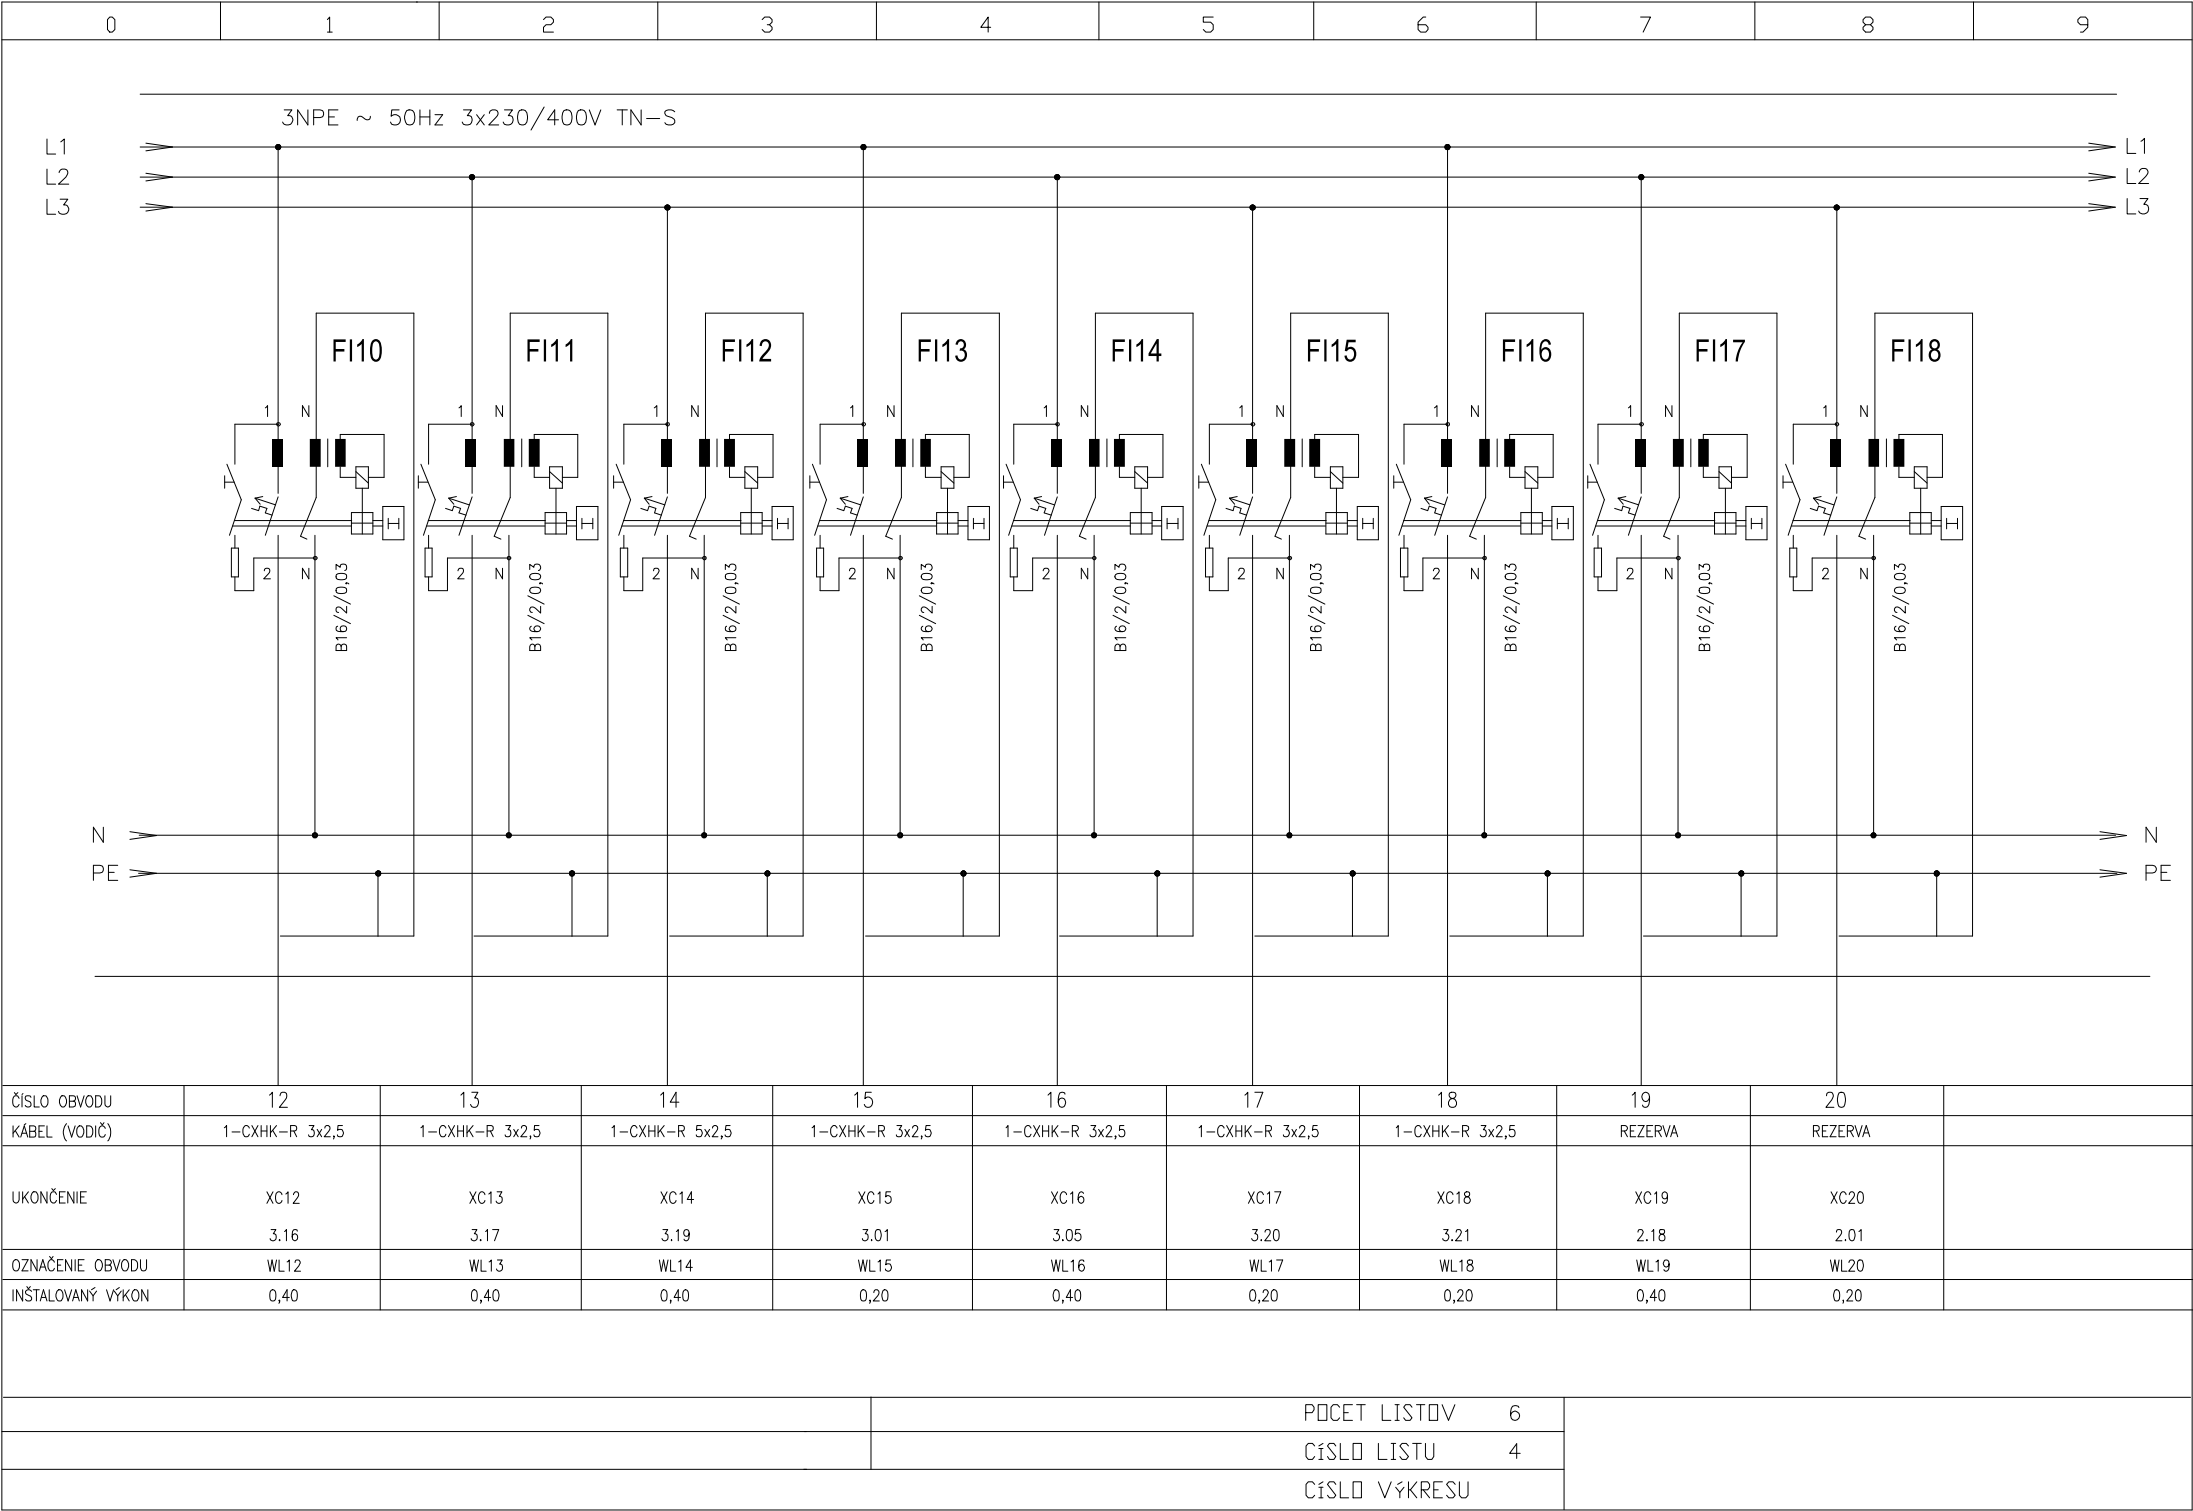 0 1 2 3 4 5 6 7 8 9
3NPE ~ 50Hz 3x230/400V TN-S
L1 L1
L2 L2
L3 L3
FI10 FI11 FI12 FI13 FI14 FI15 FI16 FI17 FI18
1 N 1 N 1 N 1 N 1 N 1 N 1 N 1 N 1 N
2 N 2 N 2 N 2 N 2 N 2 N 2 N 2 N 2 N
B16/2/0,03 B16/2/0,03 B16/2/0,03 B16/2/0,03 B16/2/0,03 B16/2/0,03 B16/2/0,03 B16/2/0,03 B16/2/0,03
N N
PE PE
ČÍSLO OBVODU 12 13 14 15 16 17 18 19 20
KÁBEL (VODIČ) 1-CXHK-R 3x2,5 1-CXHK-R 3x2,5 1-CXHK-R 5x2,5 1-CXHK-R 3x2,5 1-CXHK-R 3x2,5 1-CXHK-R 3x2,5 1-CXHK-R 3x2,5 REZERVA REZERVA
UKONČENIE XC12 XC13 XC14 XC15 XC16 XC17 XC18 XC19 XC20
3.16 3.17 3.19 3.01 3.05 3.20 3.21 2.18 2.01
OZNAČENIE OBVODU WL12 WL13 WL14 WL15 WL16 WL17 WL18 WL19 WL20
INŠTALOVANÝ VÝKON 0,40 0,40 0,40 0,20 0,40 0,20 0,20 0,40 0,20
POCET LISTOV 6
CíSLO LISTU 4
CíSLO VýKRESU